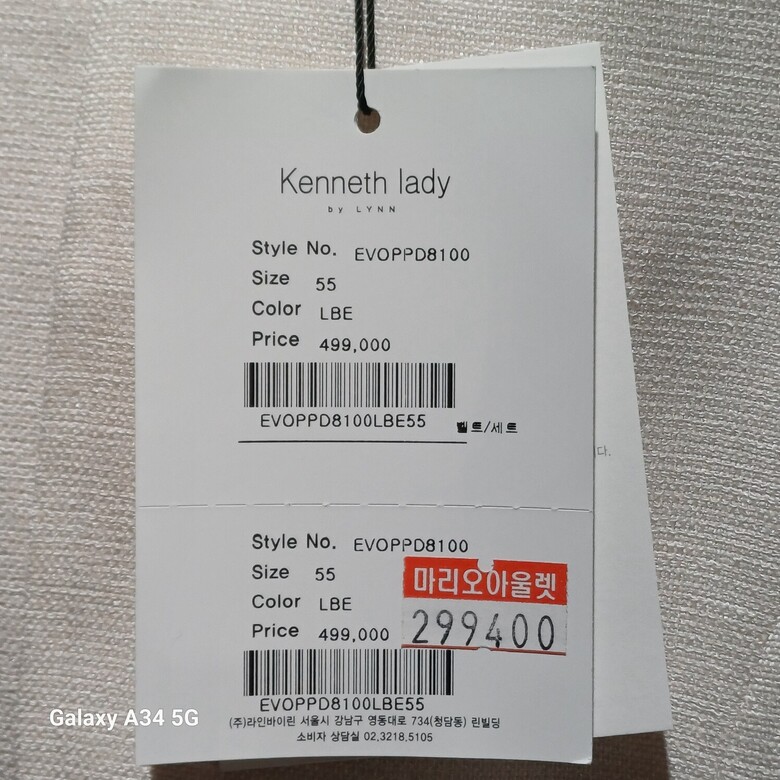 Kenneth lady
by LYNN
Style No. EVOPPD8100
Size 55
Color LBE
Price 499,000
EVOPPD8100LBE55 벨트/세트
다.
Style No. EVOPPD8100
Size 55
마리오아울렛
Color LBE
299400
Price 499,000
EVOPPD8100LBE55
(주)라인바이린 서울시 강남구 영동대로 734(청담동) 린빌딩
소비자 상담실 02,3218,5105
Galaxy A34 5G